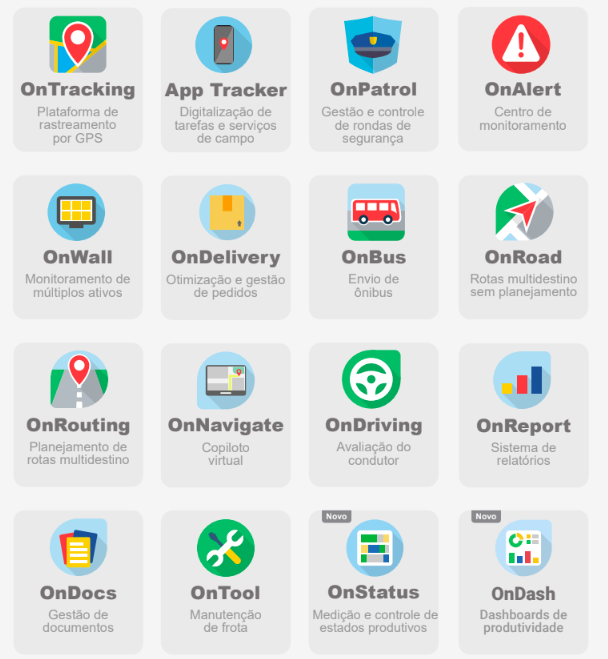 OnTracking
Plataforma de
rastreamento
por GPS
App Tracker
Digitalização de
tarefas e serviços
de campo
OnPatrol
Gestão e controle
de rondas de
segurança
OnAlert
Centro de
monitoramento
OnWall
Monitoramento de
múltiplos ativos
OnDelivery
Otimização e gestão
de pedidos
OnBus
Envio de
ônibus
OnRoad
Rotas multidestino
sem planejamento
OnRouting
Planejamento de
rotas multidestino
OnNavigate
Copiloto
virtual
OnDriving
Avaliação do
condutor
OnReport
Sistema de
relatórios
OnDocs
Gestão de
documentos
OnTool
Manutenção
de frota
Novo
OnStatus
Medição e controle de
estados produtivos
Novo
OnDash
Dashboards de
produtividade